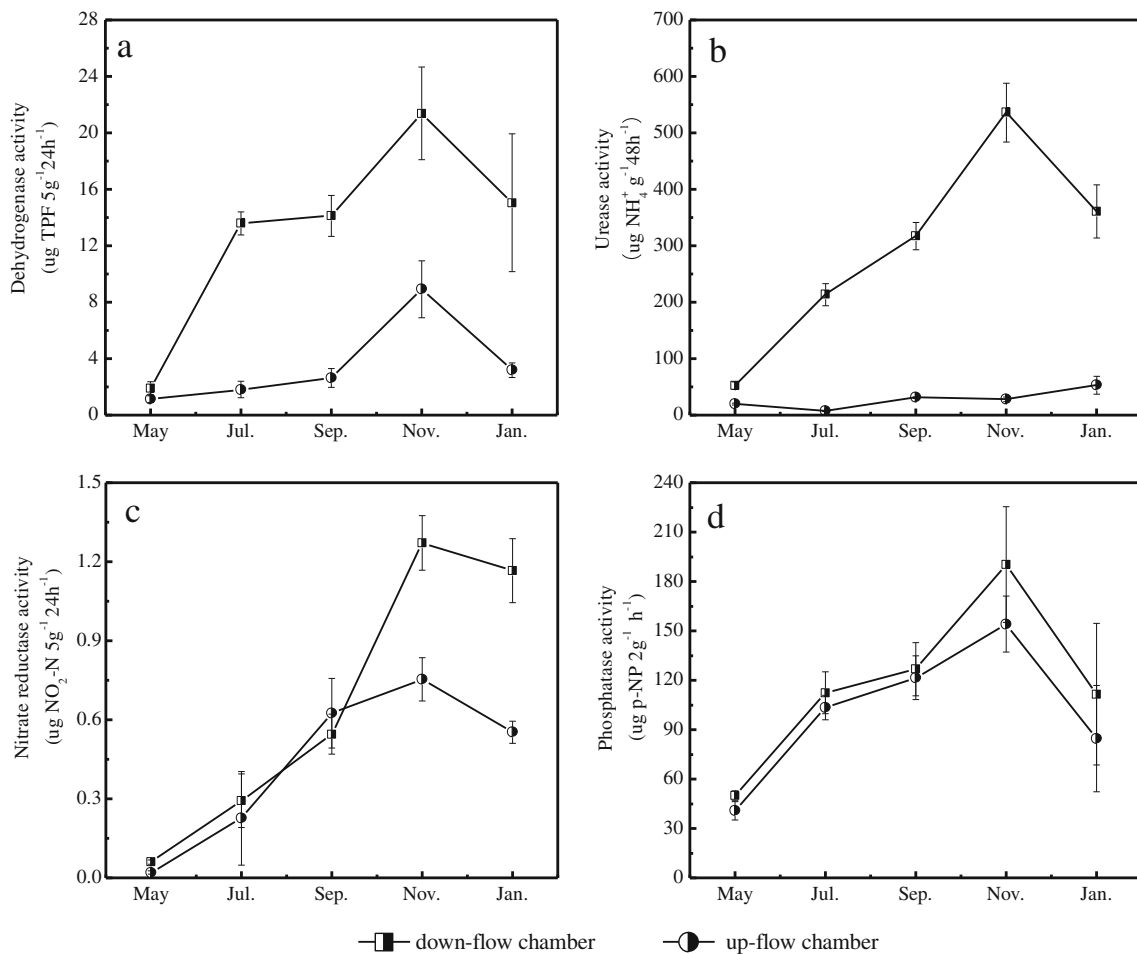 a
Dehydrogenase activity
(ug TPF 5g⁻¹24h⁻¹)
28
24
20
16
12
8
4
0
May Jul. Sep. Nov. Jan.
b
Urease activity
(ug NH₄⁺ g⁻¹48h⁻¹)
700
600
500
400
300
200
100
0
May Jul. Sep. Nov. Jan.
c
Nitrate reductase activity
(ug NO₂-N 5g⁻¹24h⁻¹)
1.5
1.2
0.9
0.6
0.3
0.0
May Jul. Sep. Nov. Jan.
d
Phosphatase activity
(ug p-NP 2g⁻¹ h⁻¹)
240
210
180
150
120
90
60
30
0
May Jul. Sep. Nov. Jan.
down-flow chamber up-flow chamber